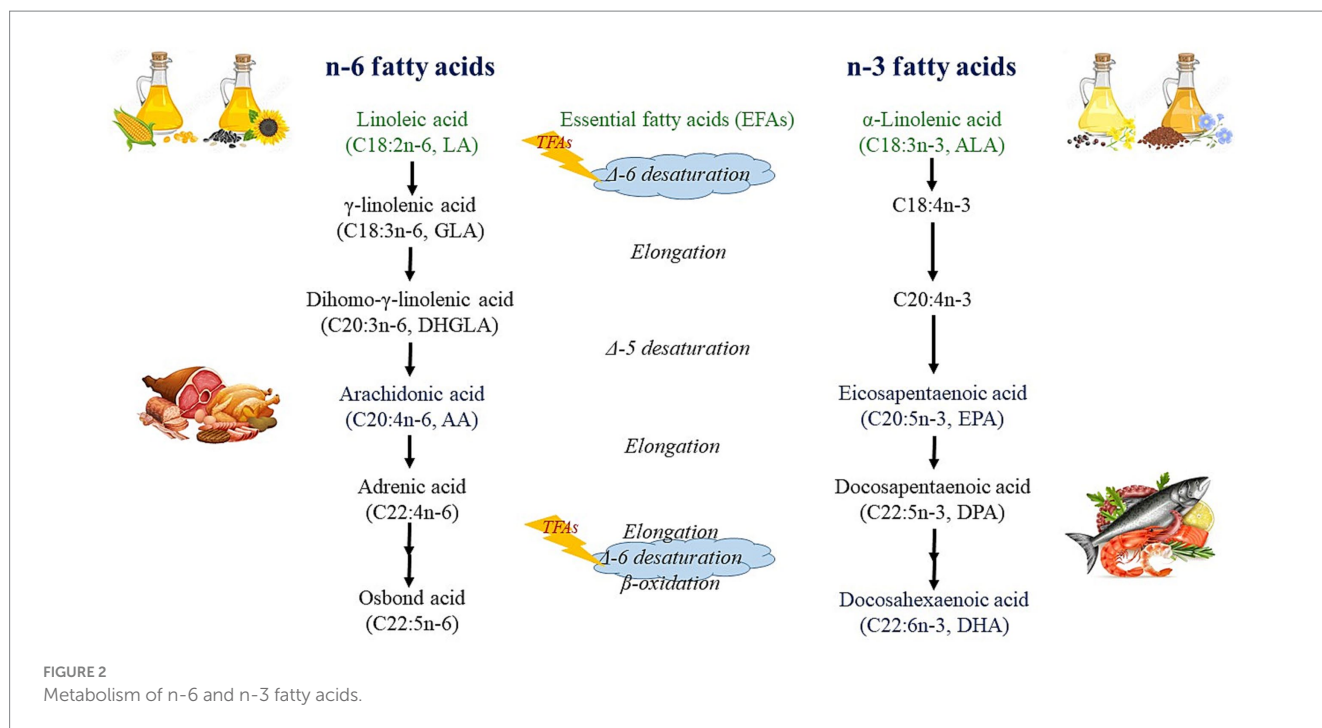 n-6 fatty acids
n-3 fatty acids
Linoleic acid
(C18:2n-6, LA)
Essential fatty acids (EFAs)
α-Linolenic acid
(C18:3n-3, ALA)
TFAs
Δ-6 desaturation
γ-linolenic acid
(C18:3n-6, GLA)
C18:4n-3
Elongation
Dihomo-γ-linolenic acid
(C20:3n-6, DHGLA)
C20:4n-3
Δ-5 desaturation
Arachidonic acid
(C20:4n-6, AA)
Eicosapentaenoic acid
(C20:5n-3, EPA)
Elongation
Adrenic acid
(C22:4n-6)
Docosapentaenoic acid
(C22:5n-3, DPA)
TFAs
Elongation
Δ-6 desaturation
β-oxidation
Osbond acid
(C22:5n-6)
Docosahexaenoic acid
(C22:6n-3, DHA)
FIGURE 2
Metabolism of n-6 and n-3 fatty acids.